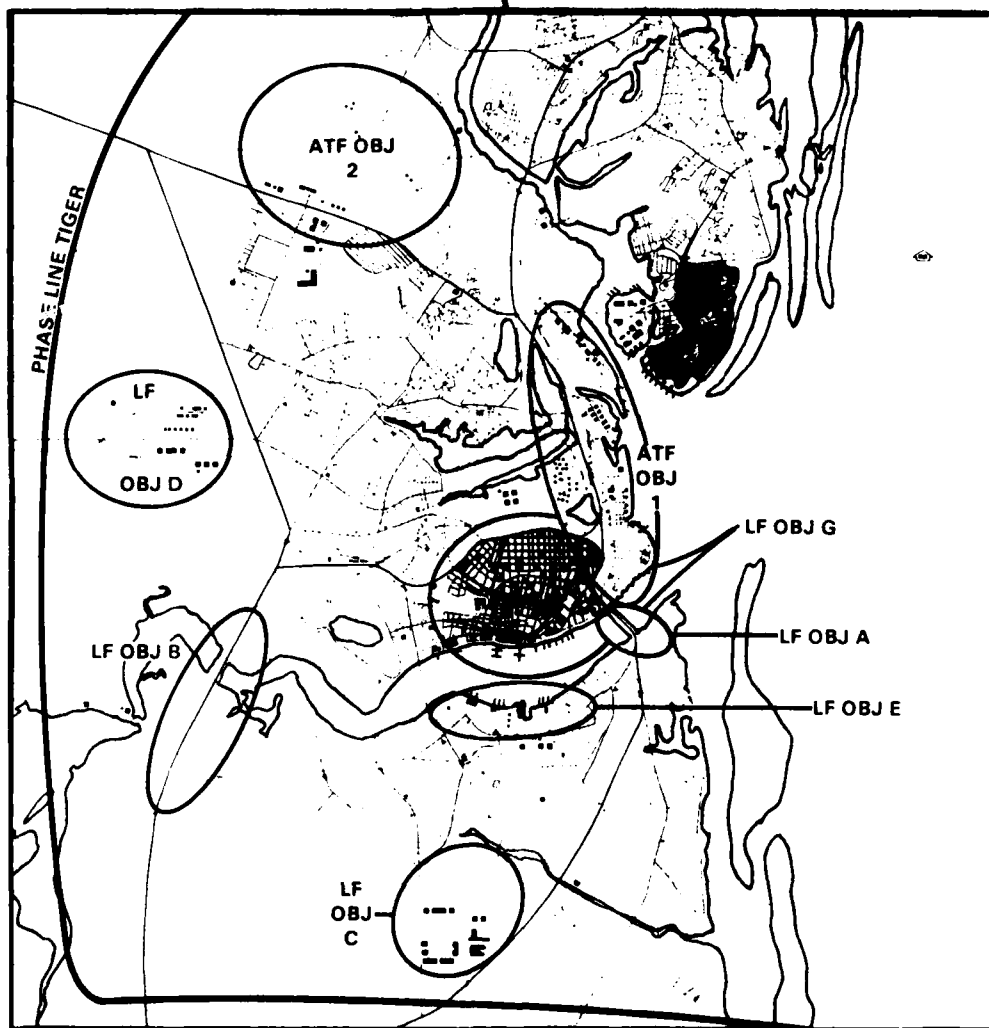 ATF OBJ
2
PHASE LINE TIGER
LF
OBJ D
ATF
OBJ
1
LF OBJ G
LF OBJ A
LF OBJ B
LF OBJ E
LF
OBJ
C